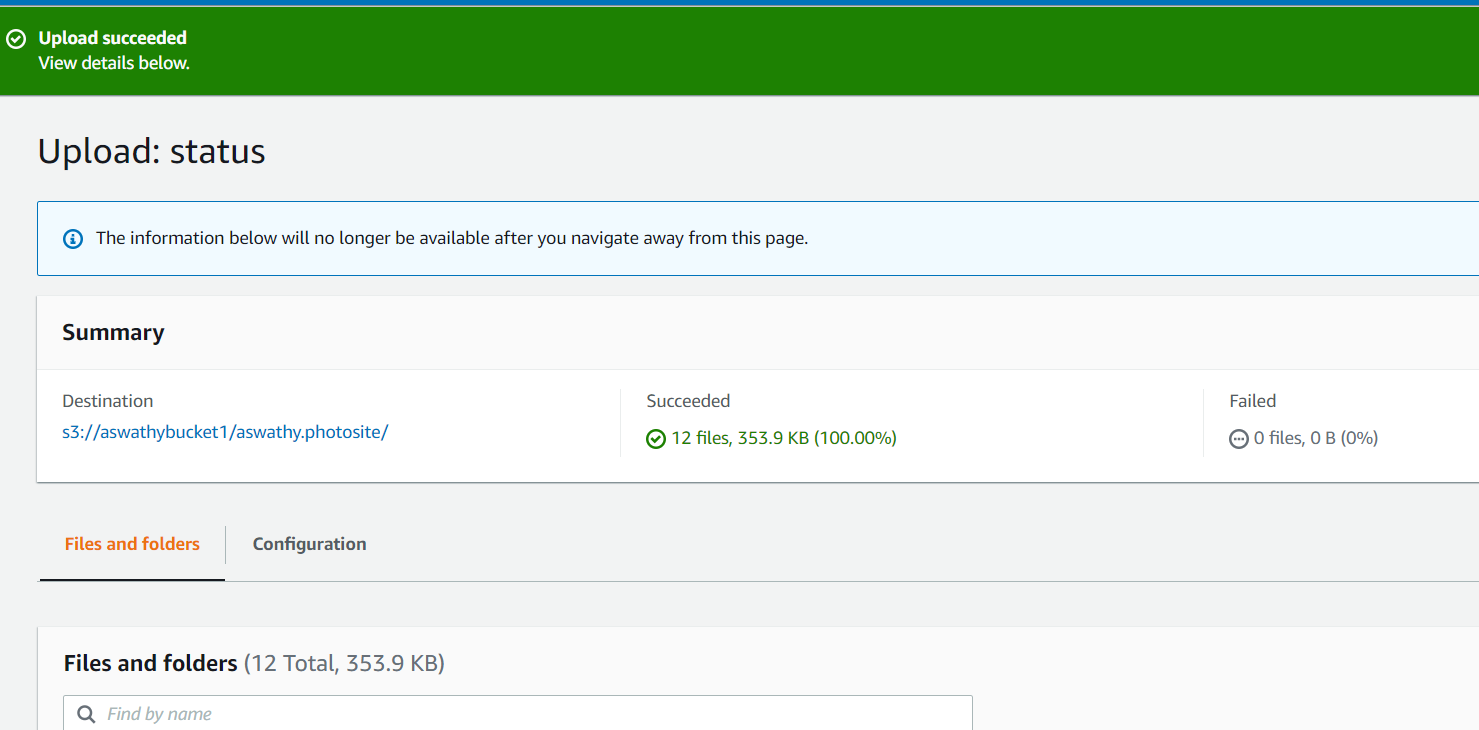 Upload succeeded
View details below.
Upload: status
The information below will no longer be available after you navigate away from this page.
Summary
Destination
s3://aswathybucket1/aswathy.photosite/
Succeeded
12 files, 353.9 KB (100.00%)
Failed
0 files, 0 B (0%)
Files and folders
Configuration
Files and folders (12 Total, 353.9 KB)
Find by name